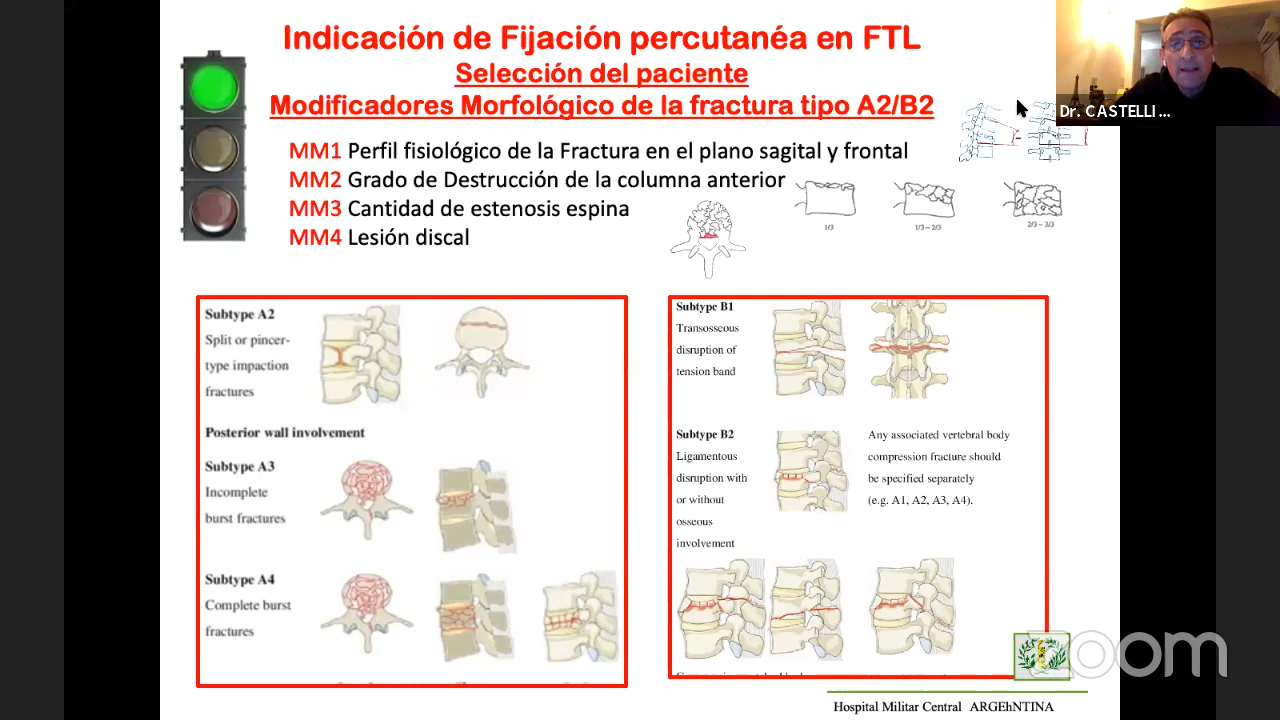 Indicación de Fijación percutanéa en FTL
Selección del paciente
Modificadores Morfológico de la fractura tipo A2/B2
Dr. CASTELLI ...
MM1 Perfil fisiológico de la Fractura en el plano sagital y frontal
MM2 Grado de Destrucción de la columna anterior
MM3 Cantidad de estenosis espina
MM4 Lesión discal
1/3
1/3 – 2/3
2/3 – 3/3
Subtype A2
Split or pincer-
type impaction
fractures
Posterior wall involvement
Subtype A3
Incomplete
burst fractures
Subtype A4
Complete burst
fractures
Subtype B1
Transosseous
disruption of
tension band
Subtype B2
Ligamentous
disruption with
or without
osseous
involvement
Any associated vertebral body
compression fracture should
be specified separately
(e.g. A1, A2, A3, A4).
zoom
Hospital Militar Central ARGEhNTINA